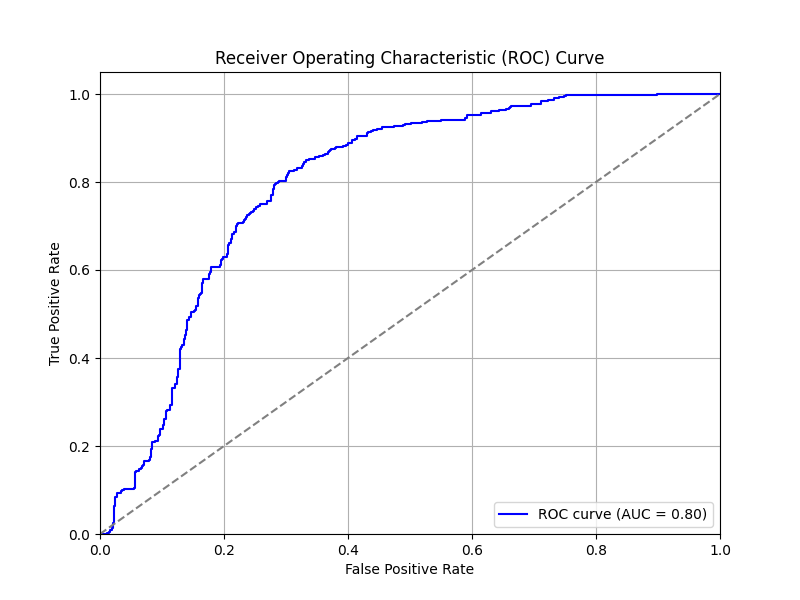 Receiver Operating Characteristic (ROC) Curve
1.0
0.8
0.6
0.4
0.2
0.0
True Positive Rate
ROC curve (AUC = 0.80)
0.0 0.2 0.4 0.6 0.8 1.0
False Positive Rate